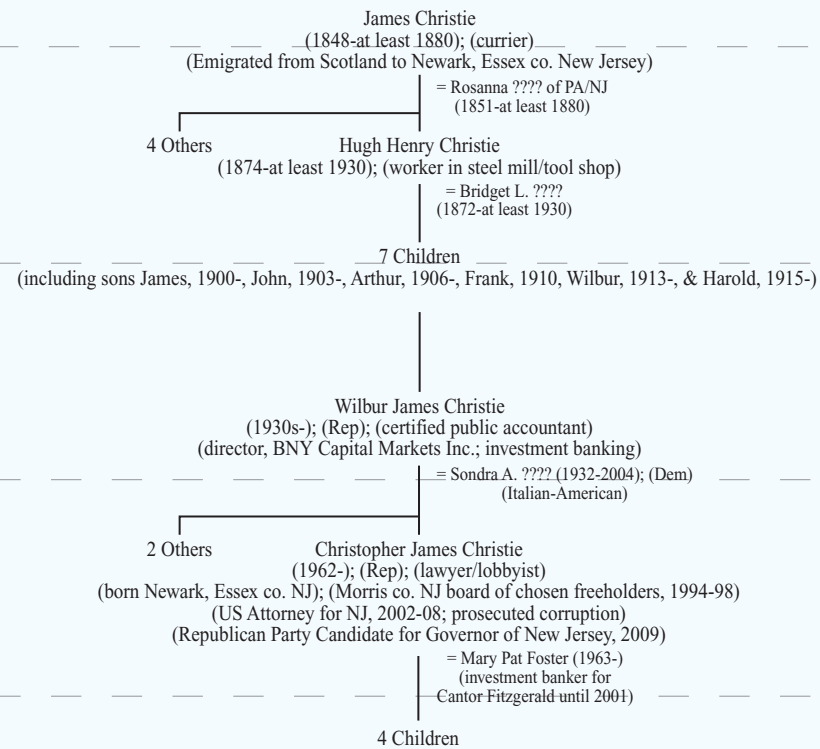 James Christie
(1848-at least 1880); (currier)
(Emigrated from Scotland to Newark, Essex co. New Jersey)
= Rosanna ???? of PA/NJ
(1851-at least 1880)
4 Others
Hugh Henry Christie
(1874-at least 1930); (worker in steel mill/tool shop)
= Bridget L. ????
(1872-at least 1930)
7 Children
(including sons James, 1900-, John, 1903-, Arthur, 1906-, Frank, 1910, Wilbur, 1913-, & Harold, 1915-)
Wilbur James Christie
(1930s-); (Rep); (certified public accountant)
(director, BNY Capital Markets Inc.; investment banking)
= Sondra A. ???? (1932-2004); (Dem)
(Italian-American)
2 Others
Christopher James Christie
(1962-); (Rep); (lawyer/lobbyist)
(born Newark, Essex co. NJ); (Morris co. NJ board of chosen freeholders, 1994-98)
(US Attorney for NJ, 2002-08; prosecuted corruption)
(Republican Party Candidate for Governor of New Jersey, 2009)
= Mary Pat Foster (1963-)
(investment banker for
Cantor Fitzgerald until 2001)
4 Children